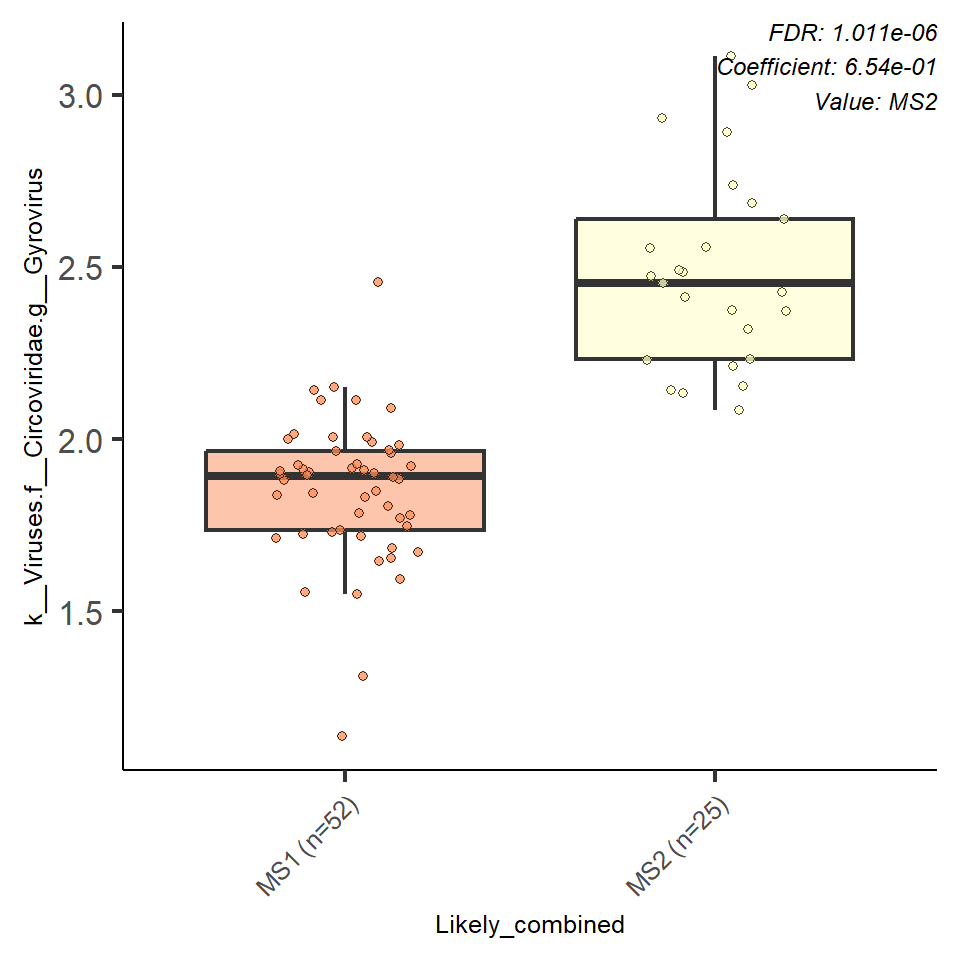 FDR: 1.011e-06
Coefficient: 6.54e-01
Value: MS2
k__Viruses.f__Circoviridae.g__Gyrovirus
3.0
2.5
2.0
1.5
MS1 (n=52)
MS2 (n=25)
Likely_combined